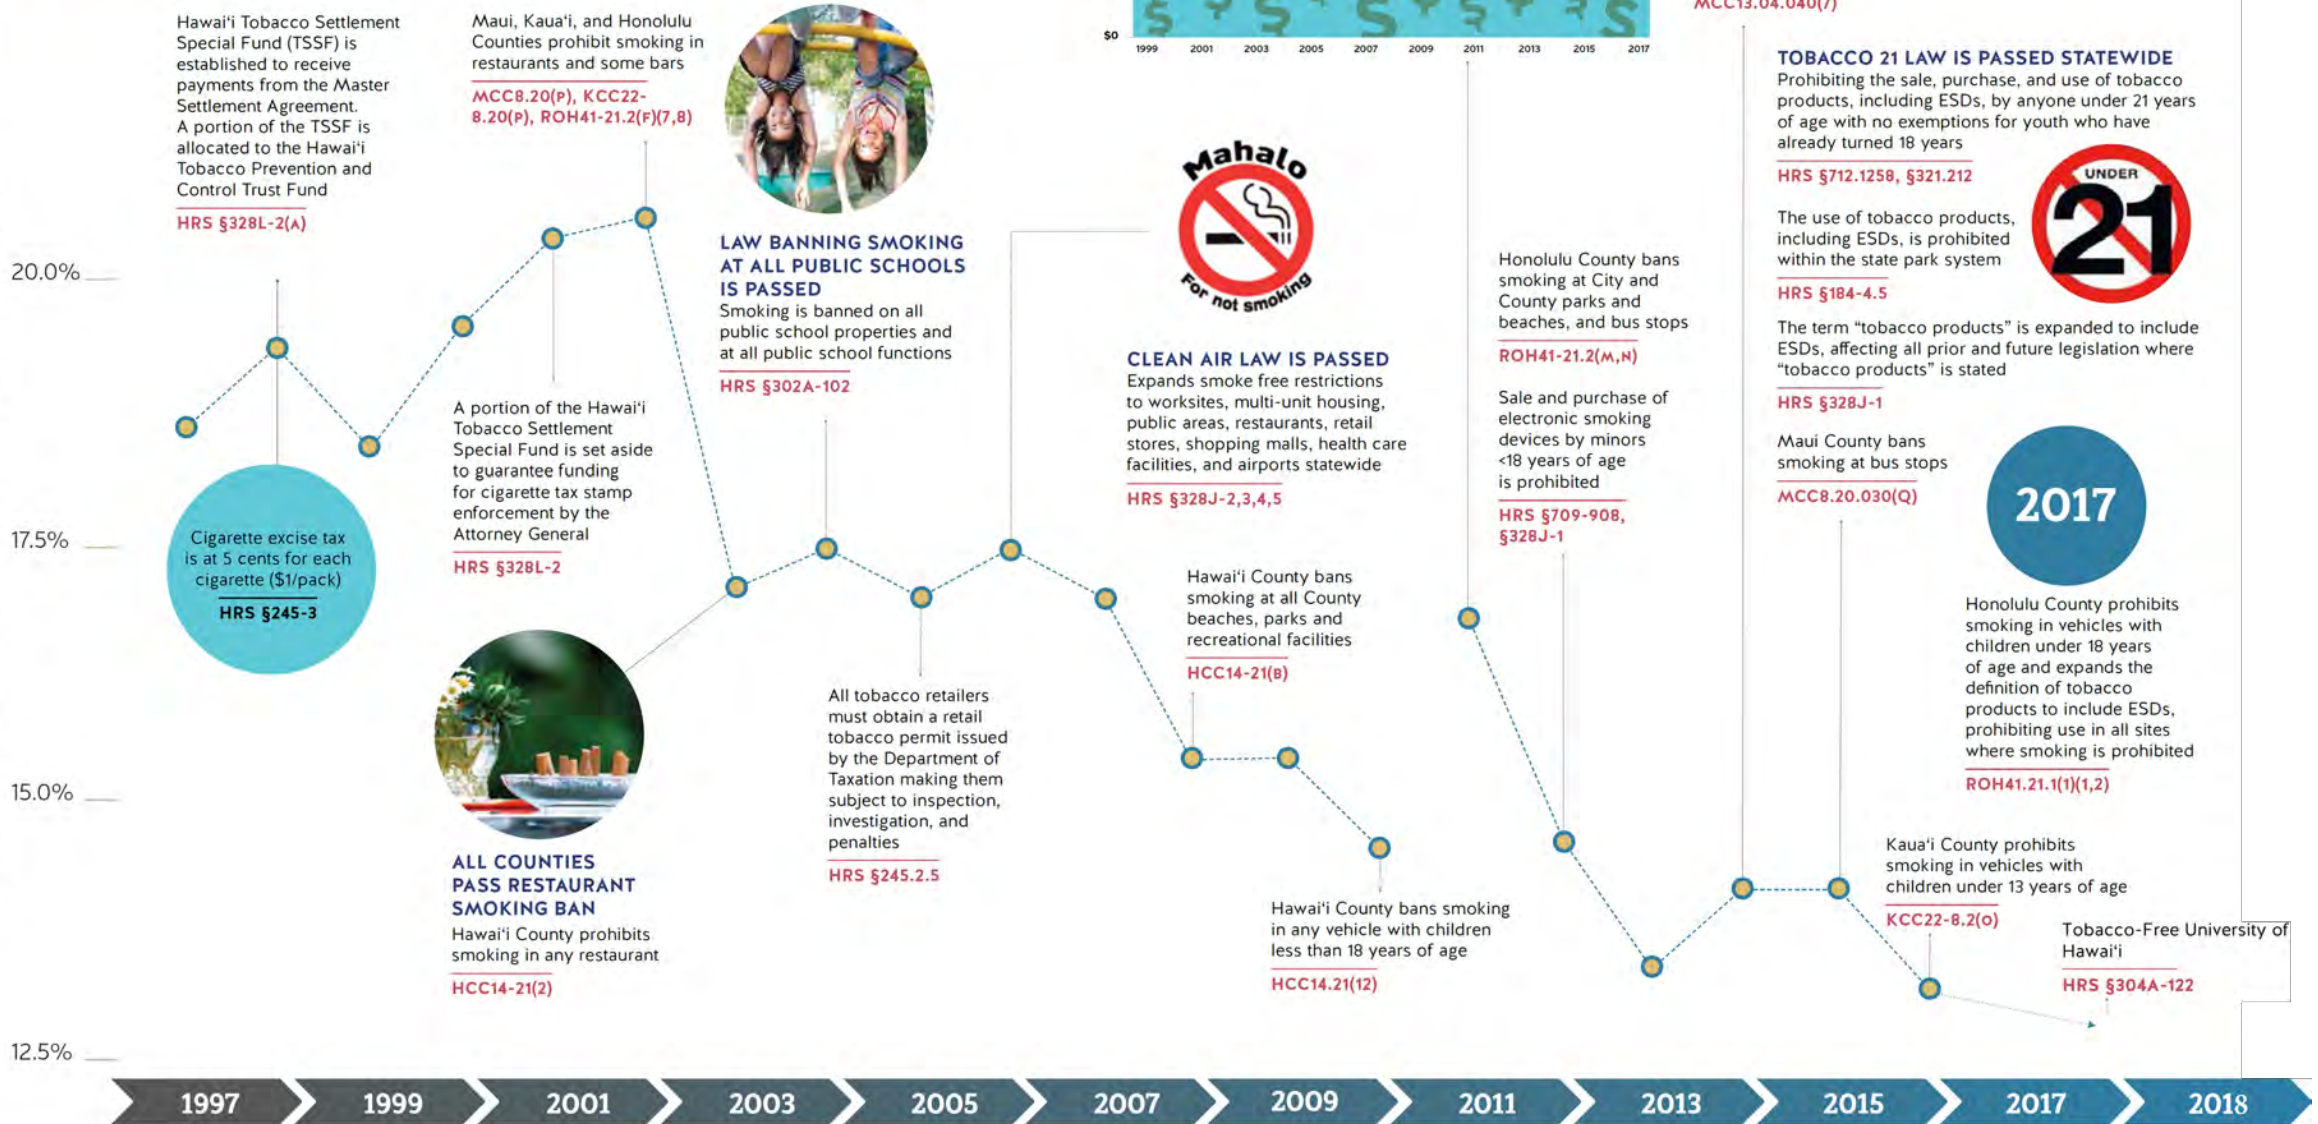 Hawai‘i Tobacco Settlement
Special Fund (TSSF) is
established to receive
payments from the Master
Settlement Agreement.
A portion of the TSSF is
allocated to the Hawai‘i
Tobacco Prevention and
Control Trust Fund
HRS §328L-2(A)
Maui, Kaua‘i, and Honolulu
Counties prohibit smoking in
restaurants and some bars
MCC8.20(P), KCC22-
8.20(P), ROH41-21.2(F)(7,8)
$0
1999 2001 2003 2005 2007 2009 2011 2013 2015 2017
MCC13.04.040(7)
TOBACCO 21 LAW IS PASSED STATEWIDE
Prohibiting the sale, purchase, and use of tobacco
products, including ESDs, by anyone under 21 years
of age with no exemptions for youth who have
already turned 18 years
HRS §712.1258, §321.212
UNDER
21
The use of tobacco products,
including ESDs, is prohibited
within the state park system
HRS §184-4.5
The term “tobacco products” is expanded to include
ESDs, affecting all prior and future legislation where
“tobacco products” is stated
HRS §328J-1
Maui County bans
smoking at bus stops
MCC8.20.030(Q)
2017
Honolulu County prohibits
smoking in vehicles with
children under 18 years
of age and expands the
definition of tobacco
products to include ESDs,
prohibiting use in all sites
where smoking is prohibited
ROH41.21.1(1)(1,2)
LAW BANNING SMOKING
AT ALL PUBLIC SCHOOLS
IS PASSED
Smoking is banned on all
public school properties and
at all public school functions
HRS §302A-102
Mahalo
For not smoking
CLEAN AIR LAW IS PASSED
Expands smoke free restrictions
to worksites, multi-unit housing,
public areas, restaurants, retail
stores, shopping malls, health care
facilities, and airports statewide
HRS §328J-2,3,4,5
Honolulu County bans
smoking at City and
County parks and
beaches, and bus stops
ROH41-21.2(M,N)
Sale and purchase of
electronic smoking
devices by minors
<18 years of age
is prohibited
HRS §709-908,
§328J-1
20.0%
17.5%
15.0%
12.5%
Cigarette excise tax
is at 5 cents for each
cigarette ($1/pack)
HRS §245-3
A portion of the Hawai‘i
Tobacco Settlement
Special Fund is set aside
to guarantee funding
for cigarette tax stamp
enforcement by the
Attorney General
HRS §328L-2
ALL COUNTIES
PASS RESTAURANT
SMOKING BAN
Hawai‘i County prohibits
smoking in any restaurant
HCC14-21(2)
All tobacco retailers
must obtain a retail
tobacco permit issued
by the Department of
Taxation making them
subject to inspection,
investigation, and
penalties
HRS §245.2.5
Hawai‘i County bans
smoking at all County
beaches, parks and
recreational facilities
HCC14-21(B)
Hawai‘i County bans smoking
in any vehicle with children
less than 18 years of age
HCC14.21(12)
Kaua‘i County prohibits
smoking in vehicles with
children under 13 years of age
KCC22-8.2(O)
Tobacco-Free University of
Hawai‘i
HRS §304A-122
1997 1999 2001 2003 2005 2007 2009 2011 2013 2015 2017 2018